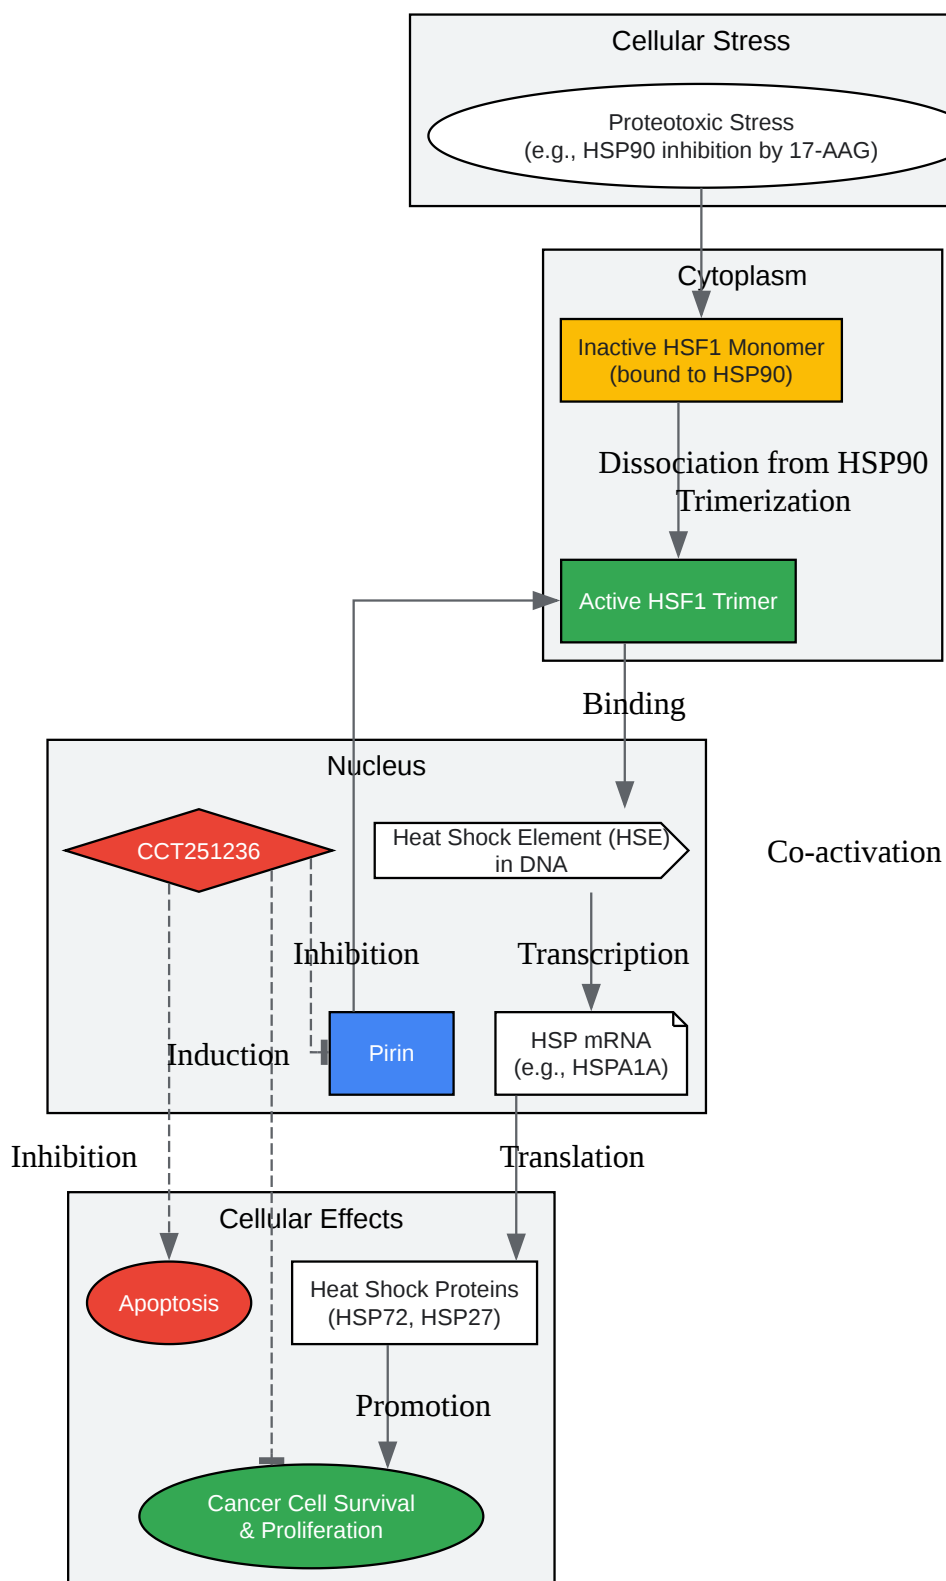 Cellular Stress
Proteotoxic Stress
(e.g., HSP90 inhibition by 17-AAG)
Cytoplasm
Inactive HSF1 Monomer
(bound to HSP90)
Dissociation from HSP90
Trimerization
Active HSF1 Trimer
Binding
Nucleus
CCT251236
Heat Shock Element (HSE)
in DNA
Co-activation
Inhibition
Transcription
Induction
Pirin
HSP mRNA
(e.g., HSPA1A)
Inhibition
Translation
Cellular Effects
Apoptosis
Heat Shock Proteins
(HSP72, HSP27)
Promotion
Cancer Cell Survival
& Proliferation